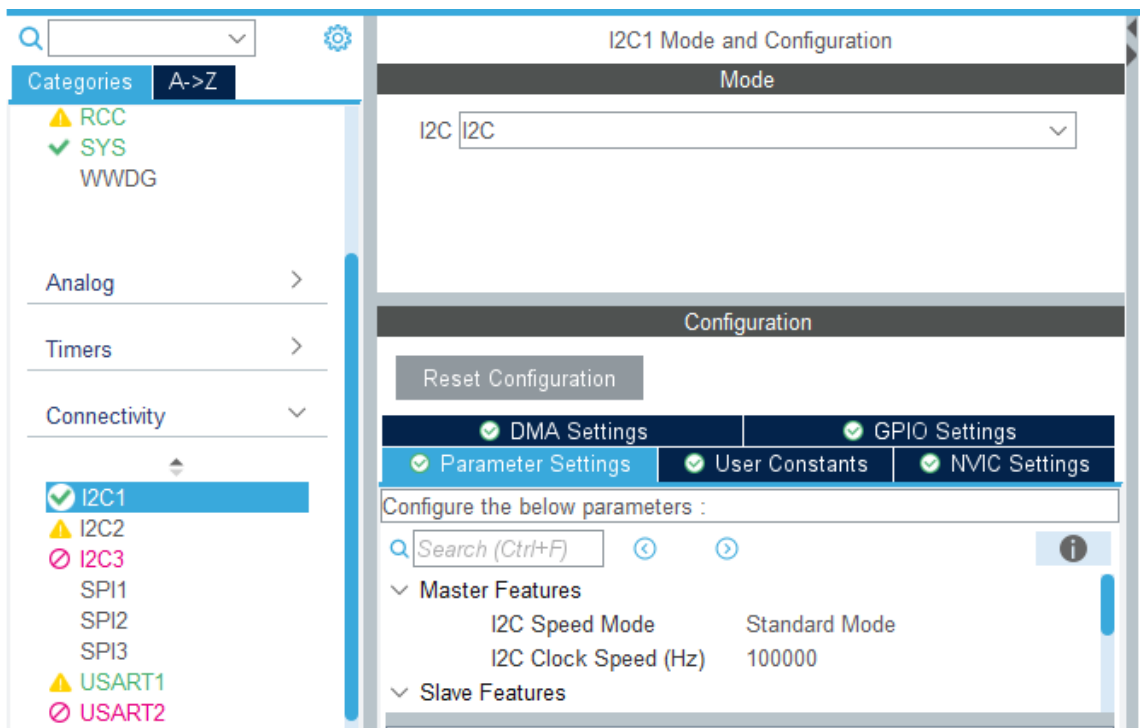 Categories
A->Z
RCC
SYS
WWDG
Analog
Timers
Connectivity
I2C1
I2C2
I2C3
SPI1
SPI2
SPI3
USART1
USART2
I2C1 Mode and Configuration
Mode
I2C I2C
Configuration
Reset Configuration
DMA Settings
GPIO Settings
Parameter Settings
User Constants
NVIC Settings
Configure the below parameters :
Search (Ctrl+F)
Master Features
I2C Speed Mode Standard Mode
I2C Clock Speed (Hz) 100000
Slave Features